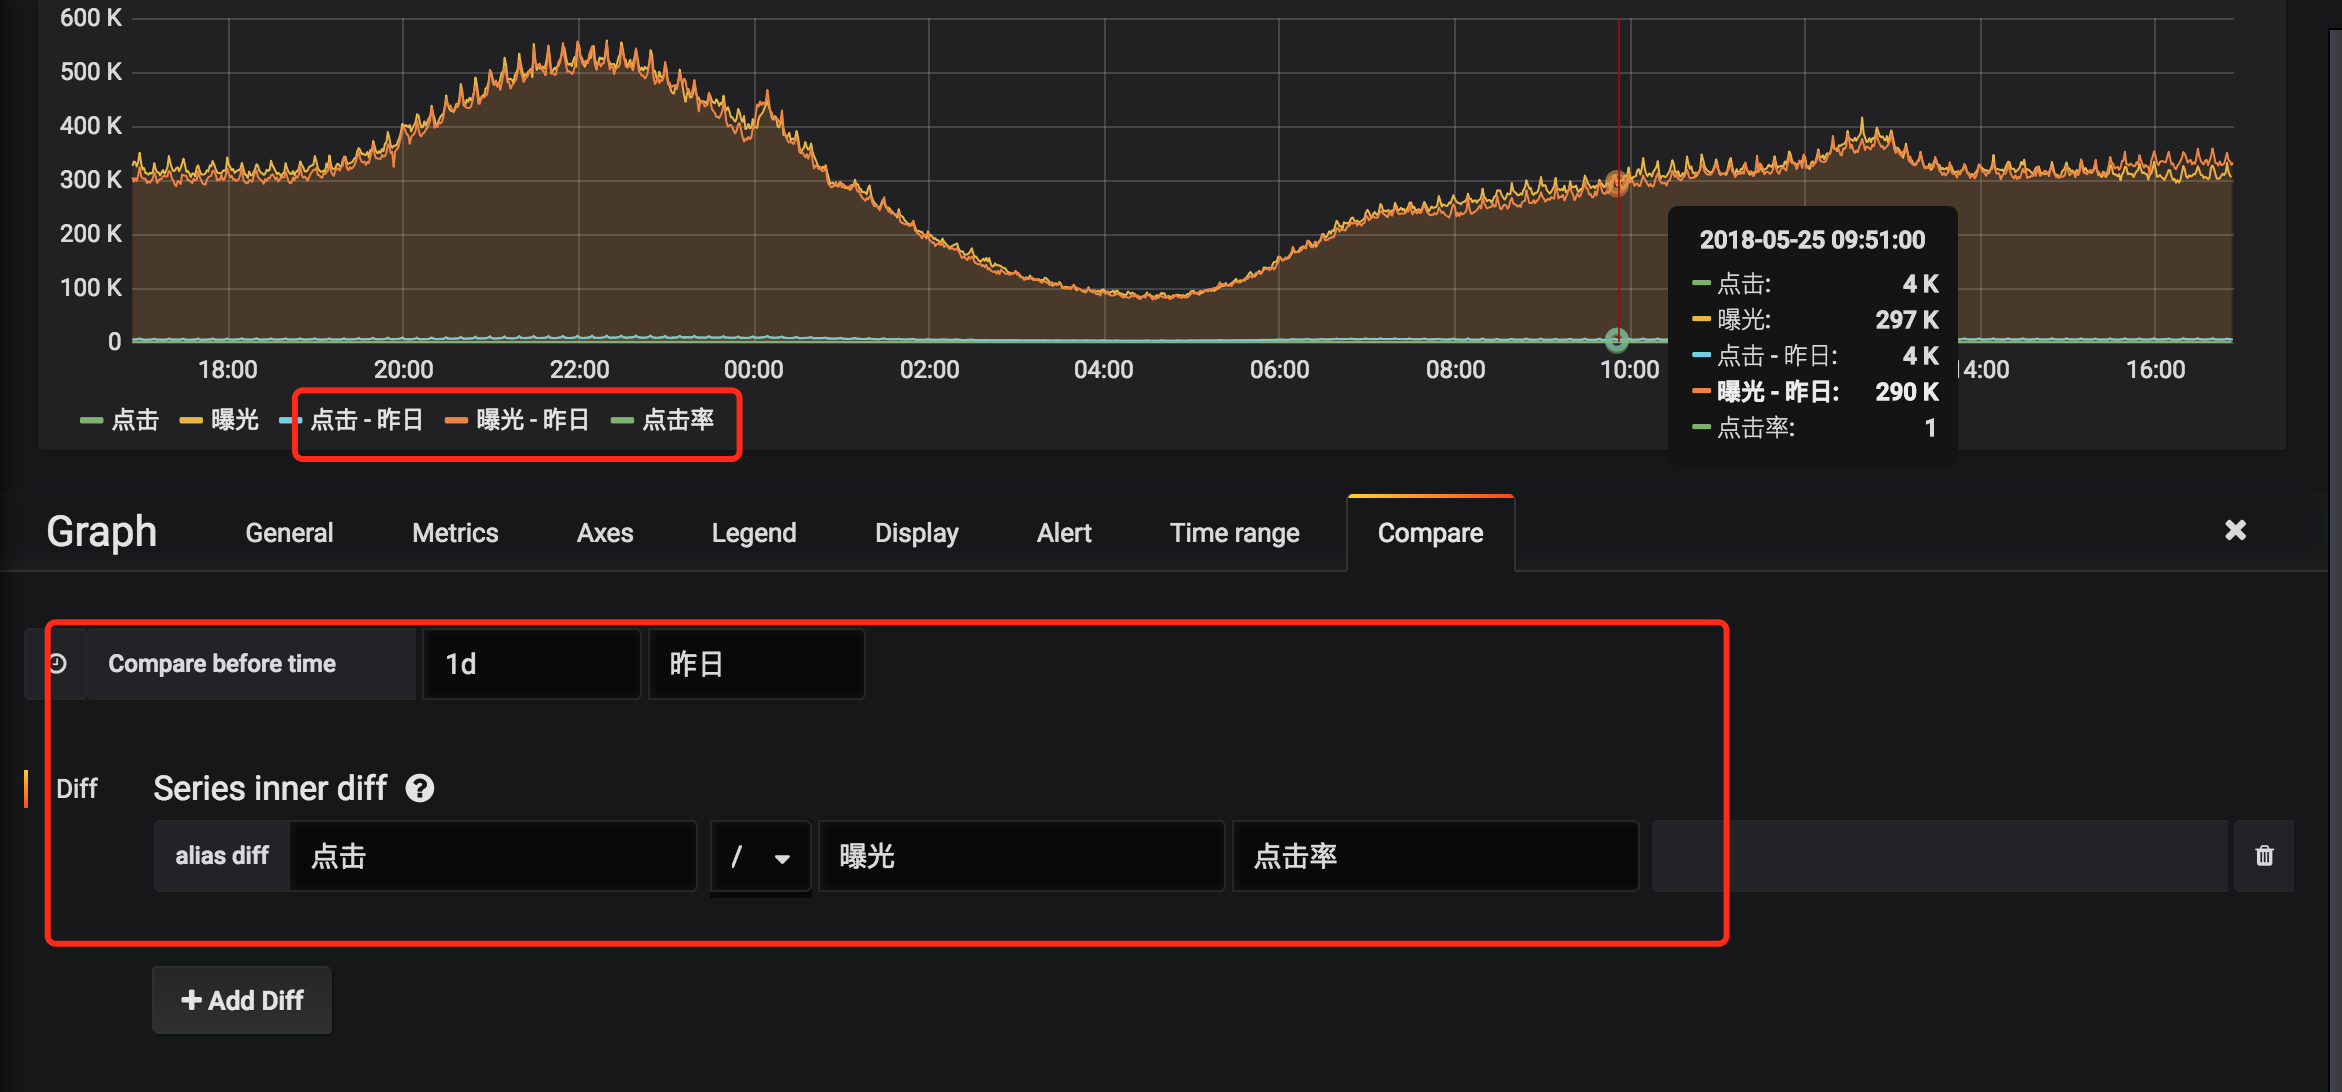 600 K
500 K
400 K
300 K
200 K
100 K
0
18:00 20:00 22:00 00:00 02:00 04:00 06:00 08:00 10:00 14:00 16:00
2018-05-25 09:51:00
点击: 4 K
曝光: 297 K
点击 - 昨日: 4 K
曝光 - 昨日: 290 K
点击率: 1
点击 曝光 点击 - 昨日 曝光 - 昨日 点击率
Graph General Metrics Axes Legend Display Alert Time range Compare
Compare before time 1d 昨日
Diff Series inner diff
alias diff 点击 / 曝光 点击率
Add Diff